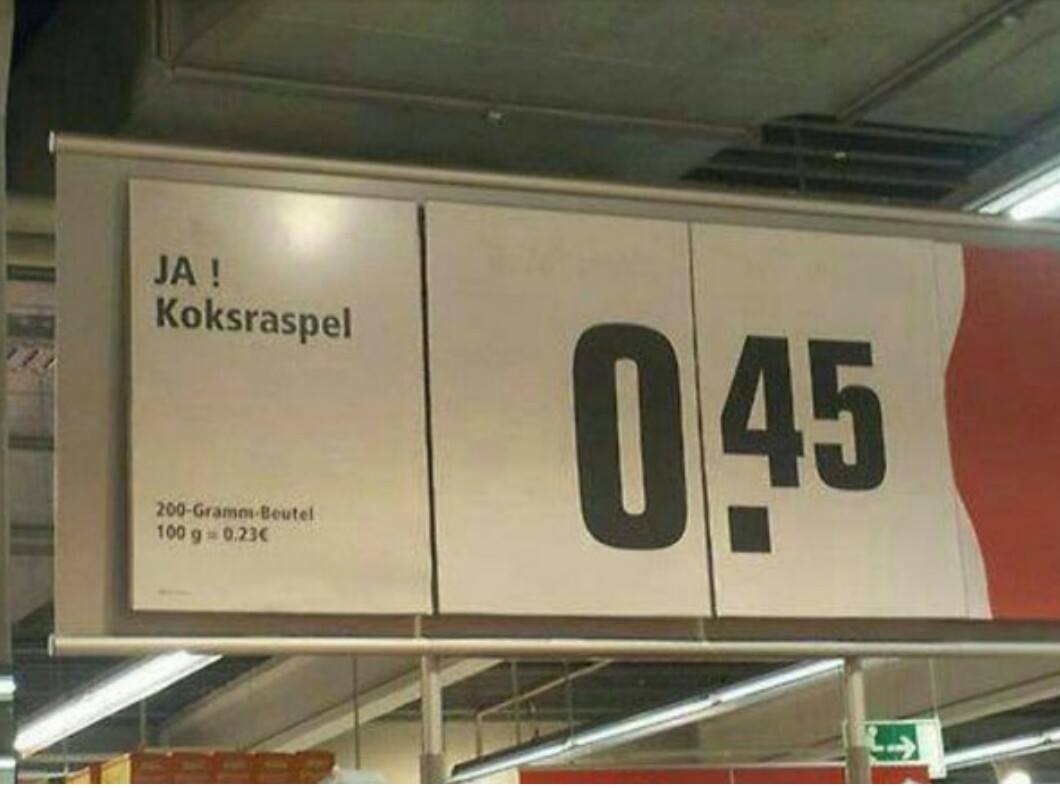 JA !
Koksraspel
0.45
200-Gramm-Beutel
100 g = 0.23€